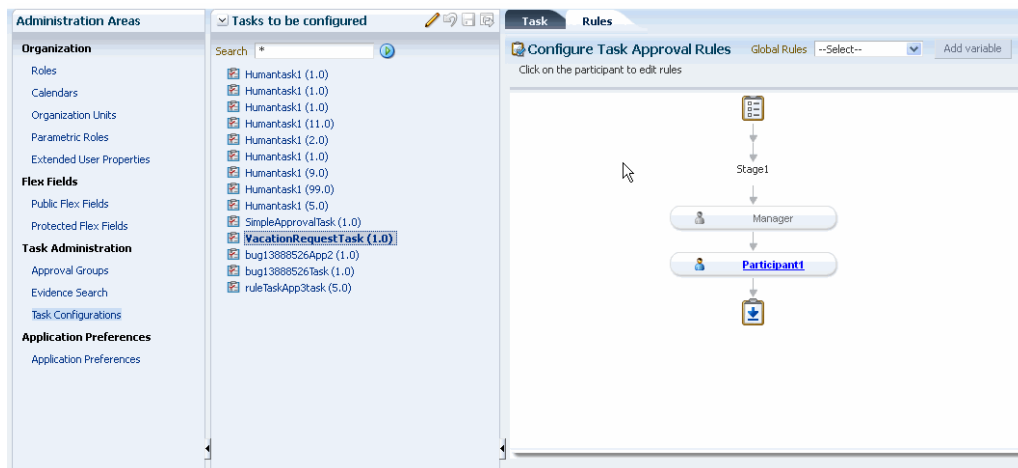 Administration Areas
Organization
Roles
Calendars
Organization Units
Parametric Roles
Extended User Properties
Flex Fields
Public Flex Fields
Protected Flex Fields
Task Administration
Approval Groups
Evidence Search
Task Configurations
Application Preferences
Application Preferences
Tasks to be configured
Search *
Humantask1 (1.0)
Humantask1 (1.0)
Humantask1 (1.0)
Humantask1 (11.0)
Humantask1 (2.0)
Humantask1 (1.0)
Humantask1 (9.0)
Humantask1 (99.0)
Humantask1 (5.0)
SimpleApprovalTask (1.0)
VacationRequestTask (1.0)
bug13888526App2 (1.0)
bug13888526Task (1.0)
ruleTaskApp3task (5.0)
Task Rules
Configure Task Approval Rules Global Rules --Select-- Add variable
Click on the participant to edit rules
Stage1
Manager
Participant1